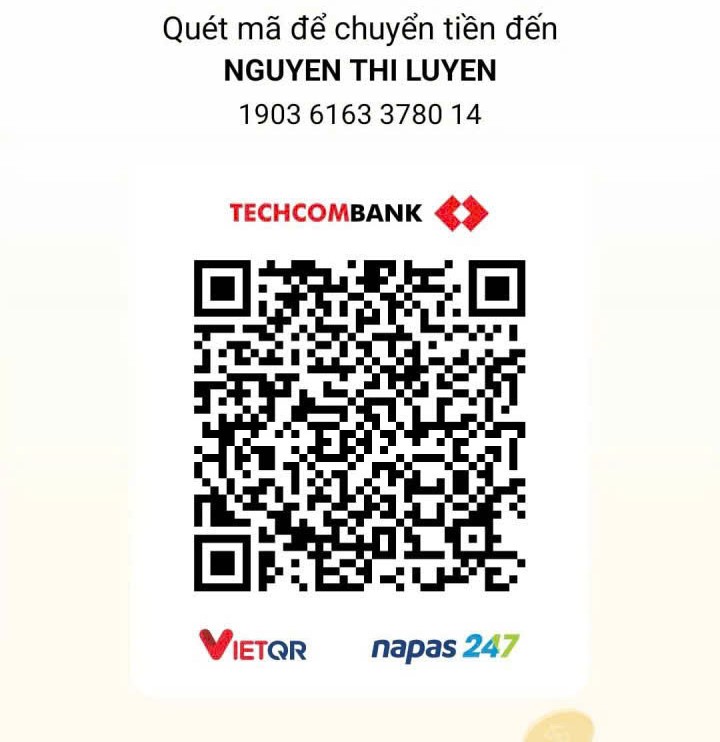 Quét mã để chuyển tiền đến
NGUYEN THI LUYEN
1903 6163 3780 14
TECHCOMBANK
VIETQR
napas 247